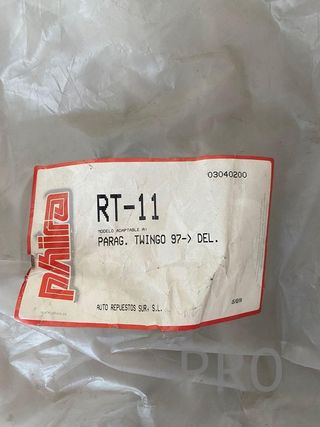 03040200
RT-11
MODELO ADAPTABLE A:
PARAG. TWINGO 97-> DEL.
phira
AUTO REPUESTOS SUR, S.L.
PRO